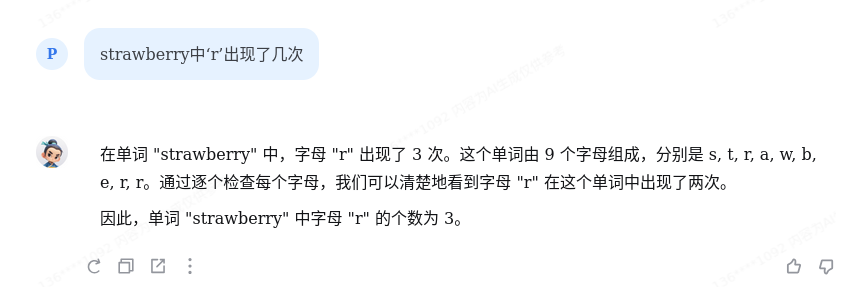 P
strawberry中‘r’出现了几次
在单词 "strawberry" 中，字母 "r" 出现了 3 次。这个单词由 9 个字母组成，分别是 s, t, r, a, w, b,
e, r, r。通过逐个检查每个字母，我们可以清楚地看到字母 "r" 在这个单词中出现了两次。
因此，单词 "strawberry" 中字母 "r" 的个数为 3。